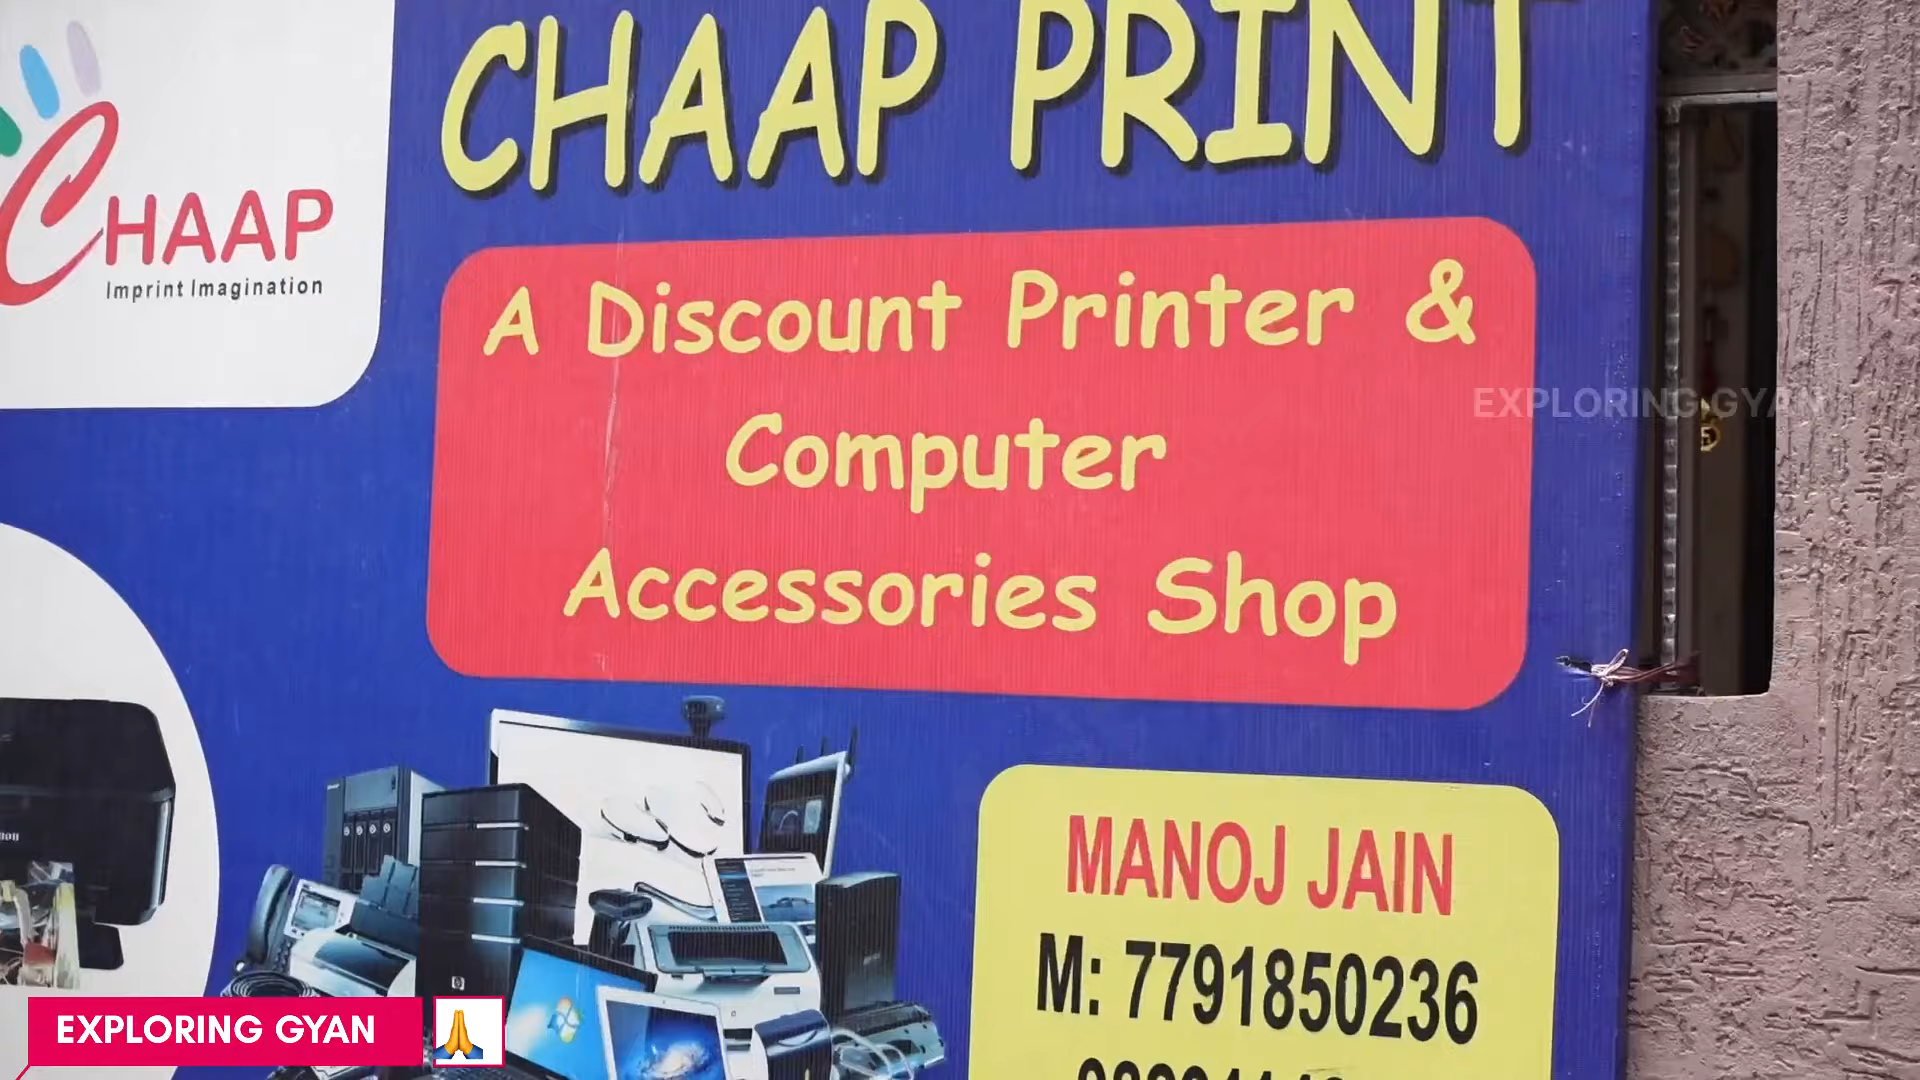 CHAAP PRINT
CHAAP
Imprint Imagination
A Discount Printer &
Computer
Accessories Shop
EXPLORING GYAN
MANOJ JAIN
M: 7791850236
EXPLORING GYAN